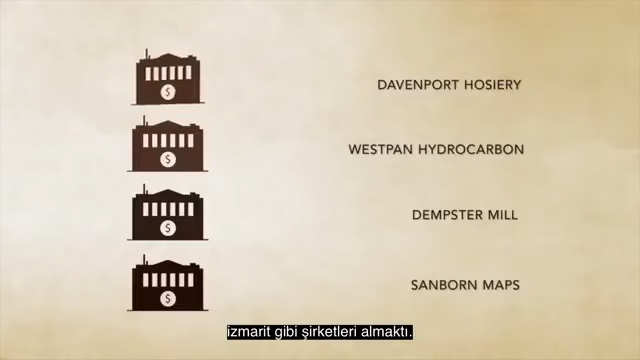 DAVENPORT HOSIERY
$
WESTPAN HYDROCARBON
$
DEMPSTER MILL
$
SANBORN MAPS
$
izmarit gibi şirketleri almaktı.